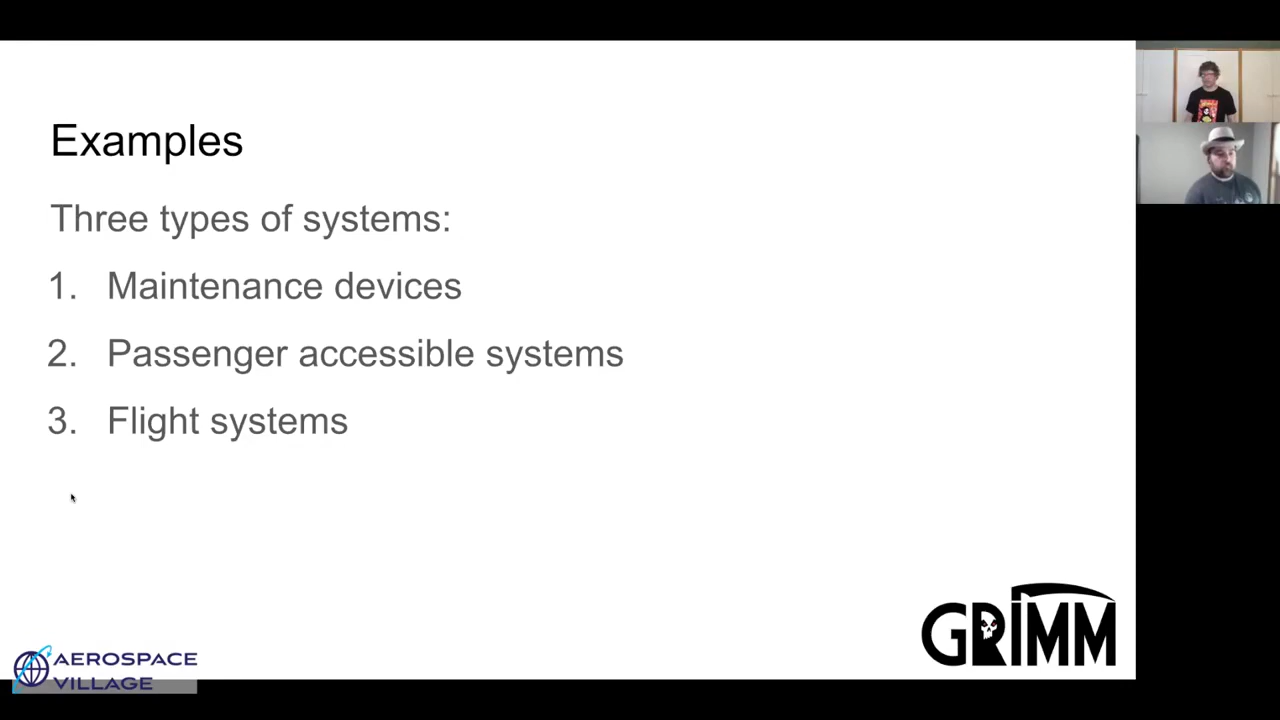 Examples
Three types of systems:
1. Maintenance devices
2. Passenger accessible systems
3. Flight systems
GRIMM
AEROSPACE
VILLAGE